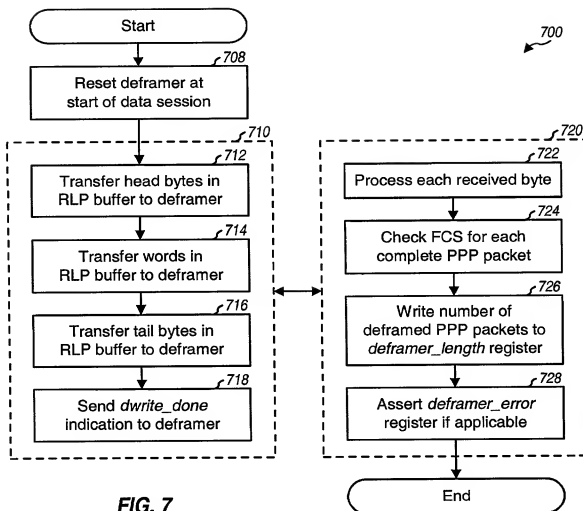 Start
700
708
Reset deframer at
start of data session
710
712
Transfer head bytes in
RLP buffer to deframer
714
Transfer words in
RLP buffer to deframer
716
Transfer tail bytes in
RLP buffer to deframer
718
Send dwrite_done
indication to deframer
720
722
Process each received byte
724
Check FCS for each
complete PPP packet
726
Write number of
deframed PPP packets to
deframer_length register
728
Assert deframer_error
register if applicable
End
FIG. 7